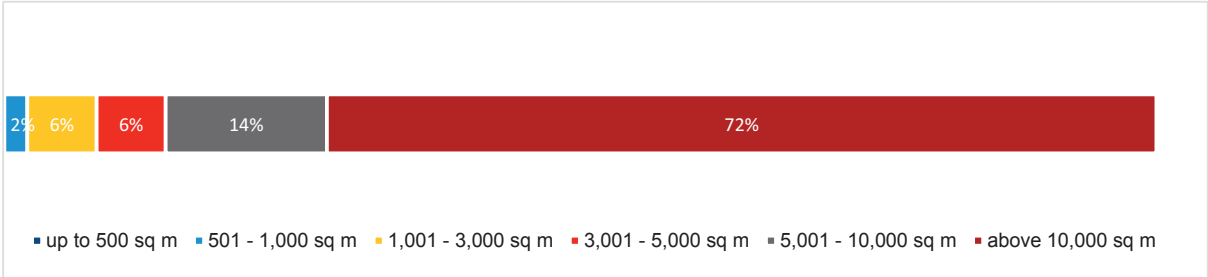 2% 6% 6% 14% 72%
up to 500 sq m 501 - 1,000 sq m 1,001 - 3,000 sq m 3,001 - 5,000 sq m 5,001 - 10,000 sq m above 10,000 sq m